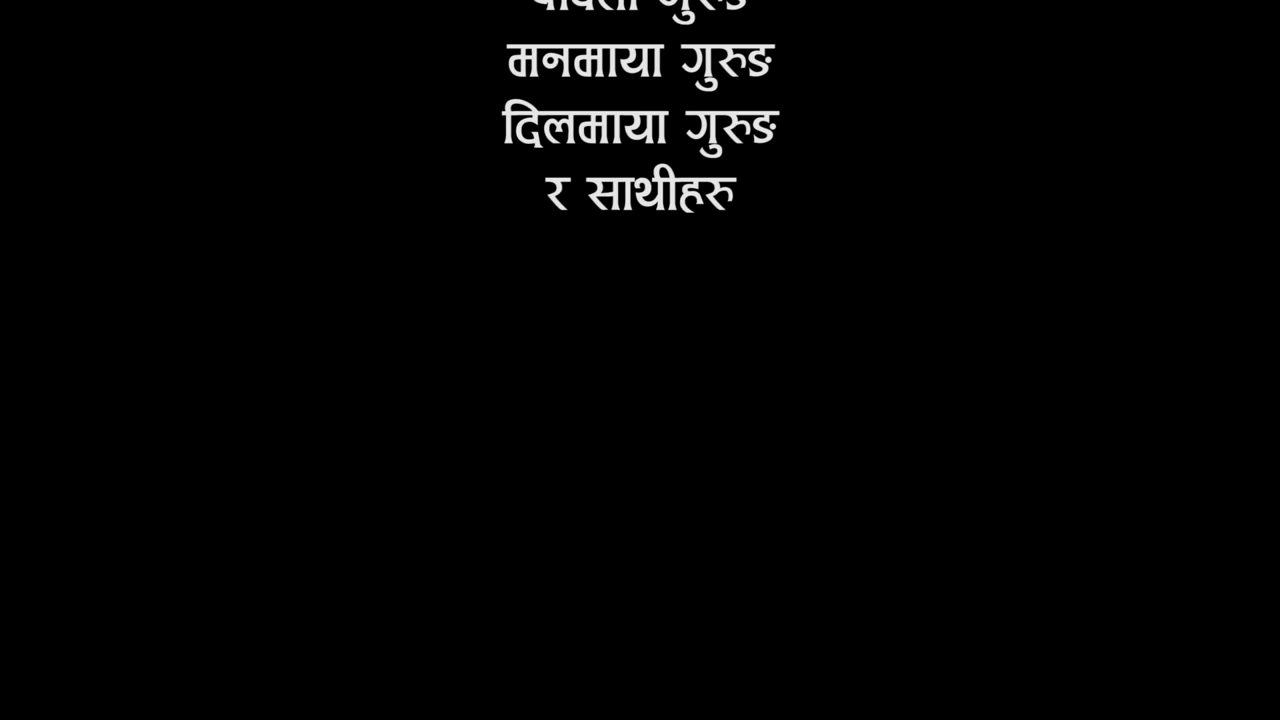 गुरुङ
मनमाया गुरुङ
दिलमाया गुरुङ
र साथीहरु